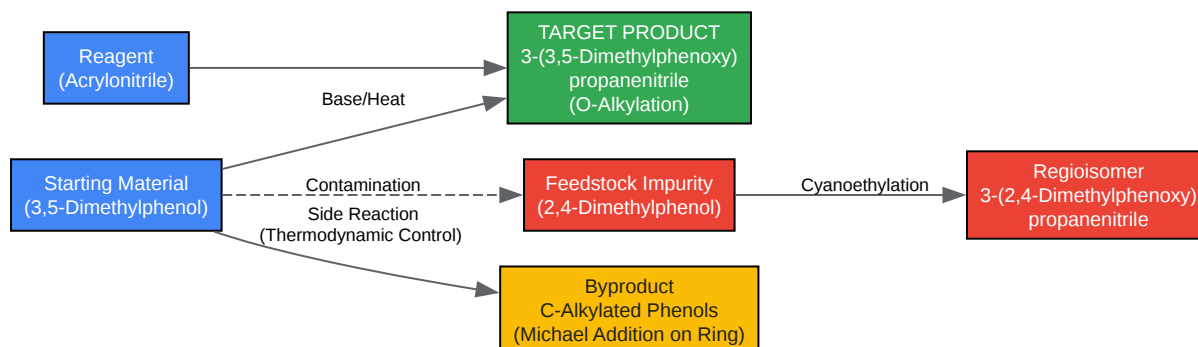 Reagent
(Acrylonitrile)
TARGET PRODUCT
3-(3,5-Dimethylphenoxy)
propanenitrile
(O-Alkylation)
Base/Heat
Starting Material
(3,5-Dimethylphenol)
Contamination
Feedstock Impurity
(2,4-Dimethylphenol)
Cyanoethylation
Regioisomer
3-(2,4-Dimethylphenoxy)
propanenitrile
Side Reaction
(Thermodynamic Control)
Byproduct
C-Alkylated Phenols
(Michael Addition on Ring)